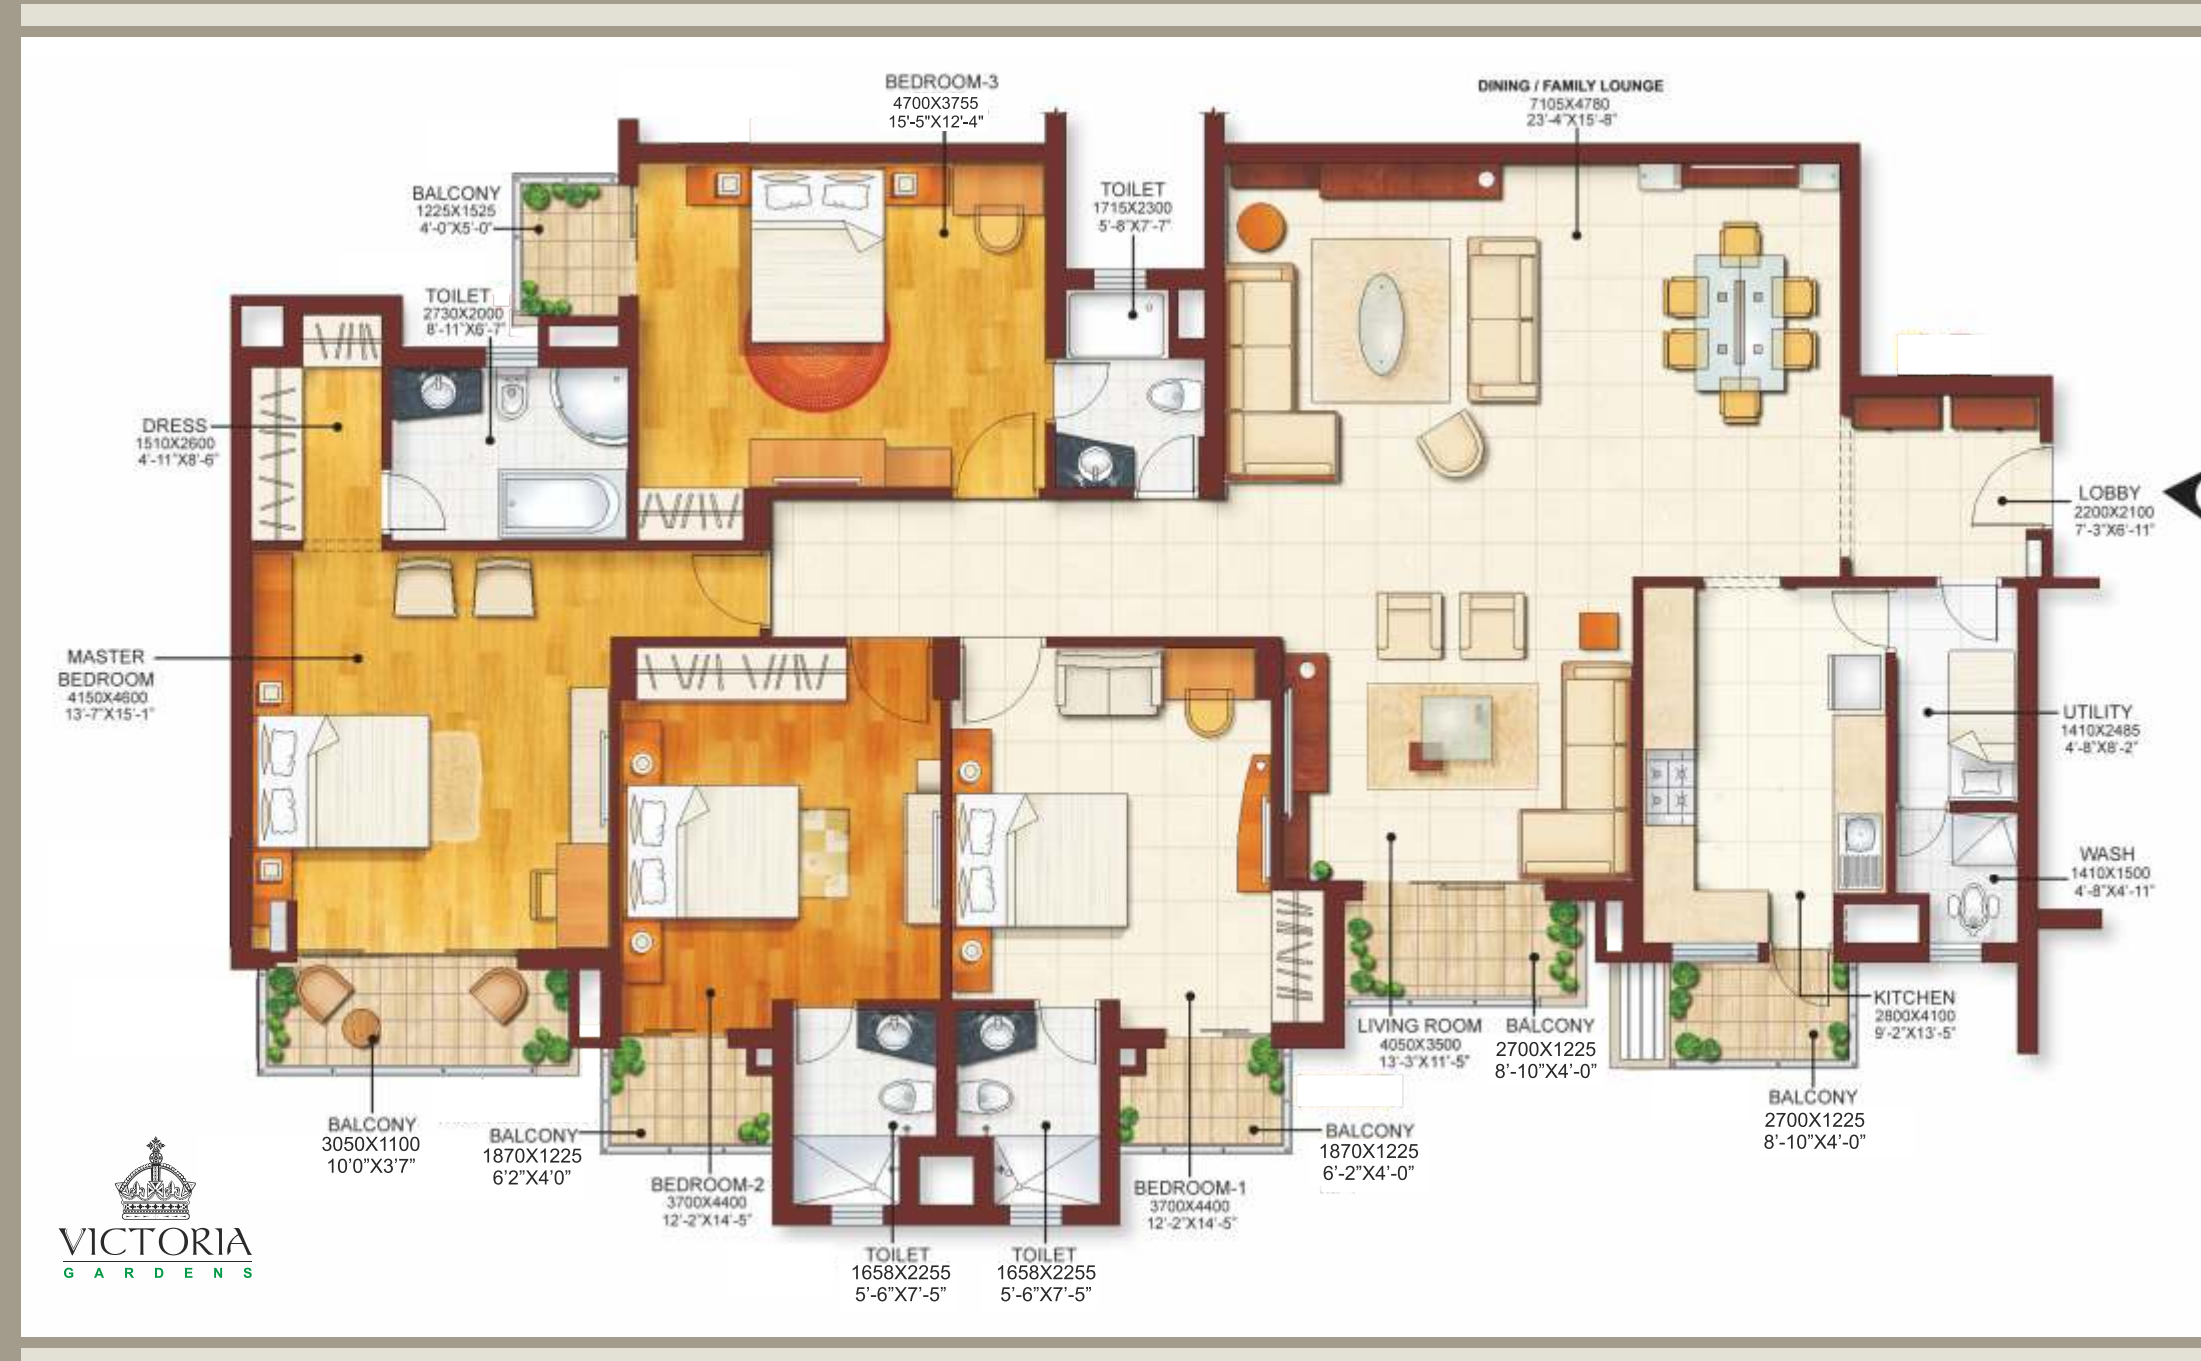 BEDROOM-3
4700X3755
15'-5"X12'-4"
DINING / FAMILY LOUNGE
7105X4780
23'-4"X15'-8"
BALCONY
1225X1525
4'-0"X5'-0"
TOILET
1715X2300
5'-8"X7'-7"
TOILET
2730X2000
8'-11"X6'-7"
DRESS
1510X2600
4'-11"X8'-6"
LOBBY
2200X2100
7'-3"X6'-11"
MASTER
BEDROOM
4150X4600
13'-7"X15'-1"
UTILITY
1410X2485
4'-8"X8'-2"
WASH
1410X1500
4'-8"X4'-11"
KITCHEN
2800X4100
9'-2"X13'-5"
LIVING ROOM
4050X3500
13'-3"X11'-5"
BALCONY
2700X1225
8'-10"X4'-0"
BALCONY
2700X1225
8'-10"X4'-0"
BALCONY
3050X1100
10'0"X3'7"
BALCONY
1870X1225
6'2"X4'0"
BALCONY
1870X1225
6'-2"X4'-0"
BEDROOM-2
3700X4400
12'-2"X14'-5"
BEDROOM-1
3700X4400
12'-2"X14'-5"
TOILET
1658X2255
5'-6"X7'-5"
TOILET
1658X2255
5'-6"X7'-5"
VICTORIA
GARDENS